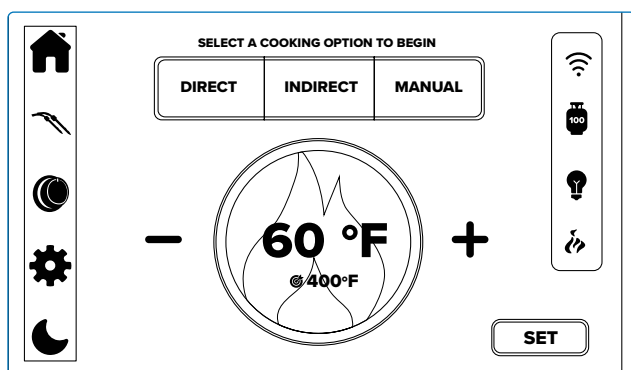 SELECT A COOKING OPTION TO BEGIN
DIRECT INDIRECT MANUAL
100
60 °F
400°F
SET